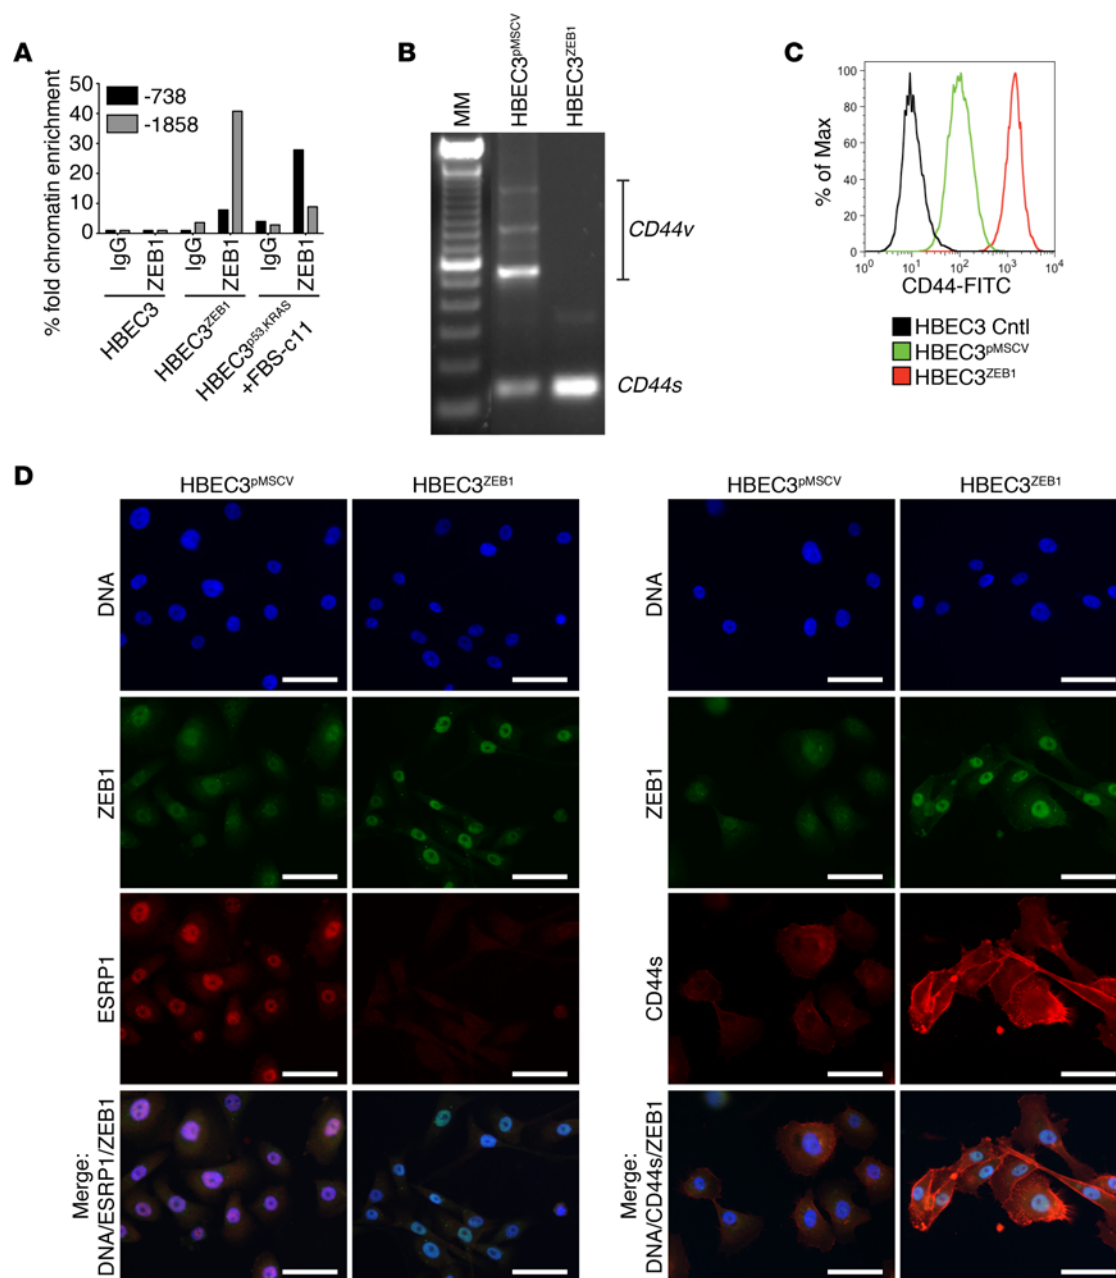 A
% fold chromatin enrichment
50
40
30
20
10
0
-738
-1858
IgG
ZEB1
IgG
ZEB1
IgG
ZEB1
HBEC3
HBEC3ZEB1
HBEC3p53,KRAS
+FBS-c11
B
MM
HBEC3pMSCV
HBEC3ZEB1
CD44v
CD44s
C
% of Max
100
80
60
40
20
0
100 101 102 103 104
CD44-FITC
HBEC3 Cntl
HBEC3pMSCV
HBEC3ZEB1
D
HBEC3pMSCV HBEC3ZEB1
DNA
ZEB1
ESRP1
Merge:
DNA/ESRP1/ZEB1
HBEC3pMSCV HBEC3ZEB1
DNA
ZEB1
CD44s
Merge:
DNA/CD44s/ZEB1